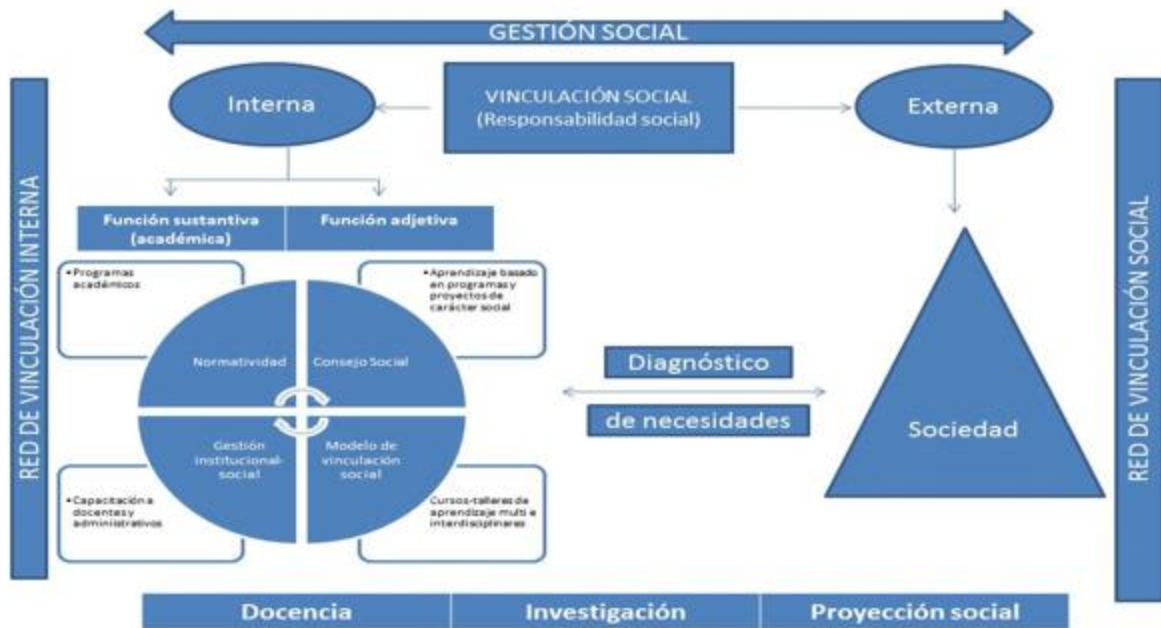 GESTIÓN SOCIAL
RED DE VINCULACIÓN INTERNA
Interna
VINCULACIÓN SOCIAL
(Responsabilidad social)
Externa
RED DE VINCULACIÓN SOCIAL
Función sustantiva
(académica)
Función adjetiva
•Programas
académicos
•Aprendizaje basado
en programas y
proyectos de
carácter social
Normatividad
Consejo Social
Gestión
institucional-
social
Modelo de
vinculación
social
•Capacitación a
docentes y
administrativos
Cursos-talleres de
aprendizaje multi e
interdisciplinares
Diagnóstico
de necesidades
Sociedad
Docencia
Investigación
Proyección social